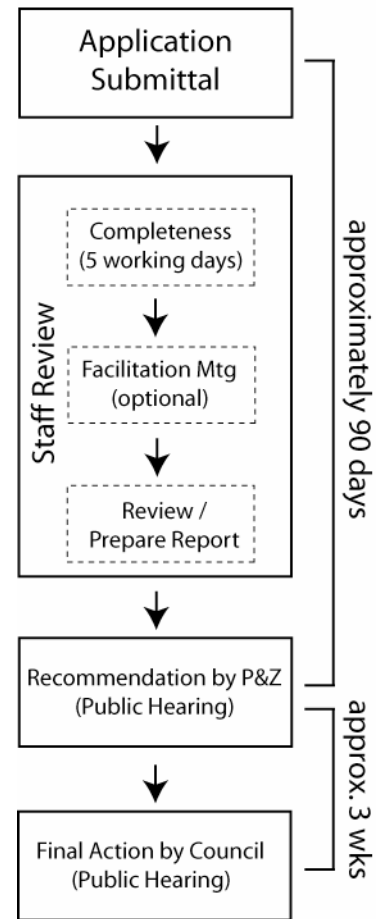 Application
Submittal
Staff Review
Completeness
(5 working days)
Facilitation Mtg
(optional)
Review /
Prepare Report
Recommendation by P&Z
(Public Hearing)
Final Action by Council
(Public Hearing)
approximately 90 days
approx. 3 wks